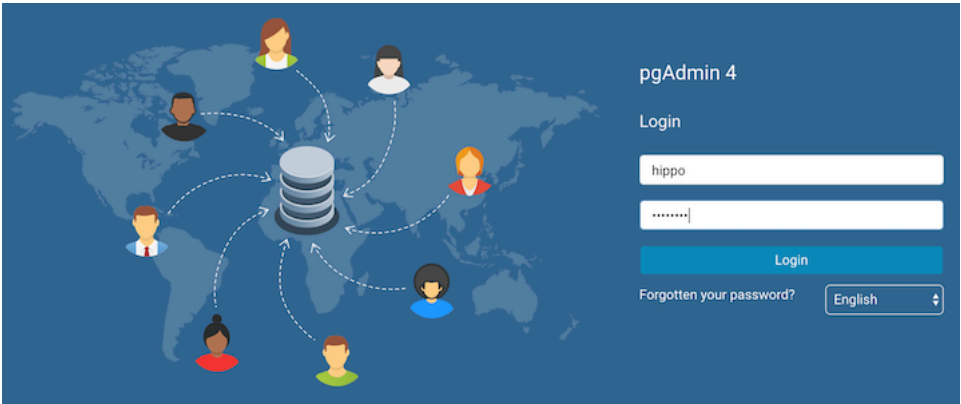 pgAdmin 4
Login
hippo
••••••••
Login
Forgotten your password?
English